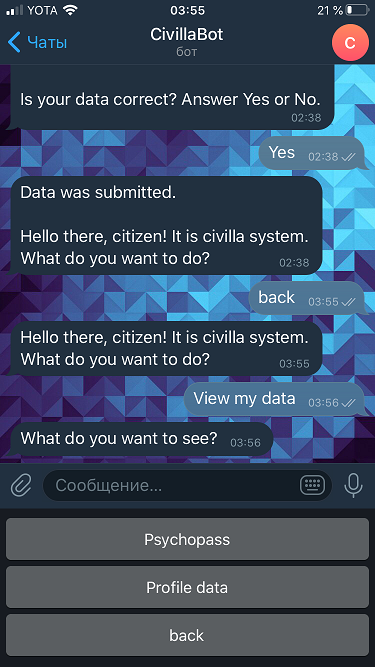 YOTA 03:55 21 %
Чаты CivillaBot C
бот
Is your data correct? Answer Yes or No.
02:38
Yes 02:38
Data was submitted.
Hello there, citizen! It is civilla system.
What do you want to do? 02:38
back 03:55
Hello there, citizen! It is civilla system.
What do you want to do? 03:55
View my data 03:56
What do you want to see? 03:56
Сообщение...
Psychopass
Profile data
back